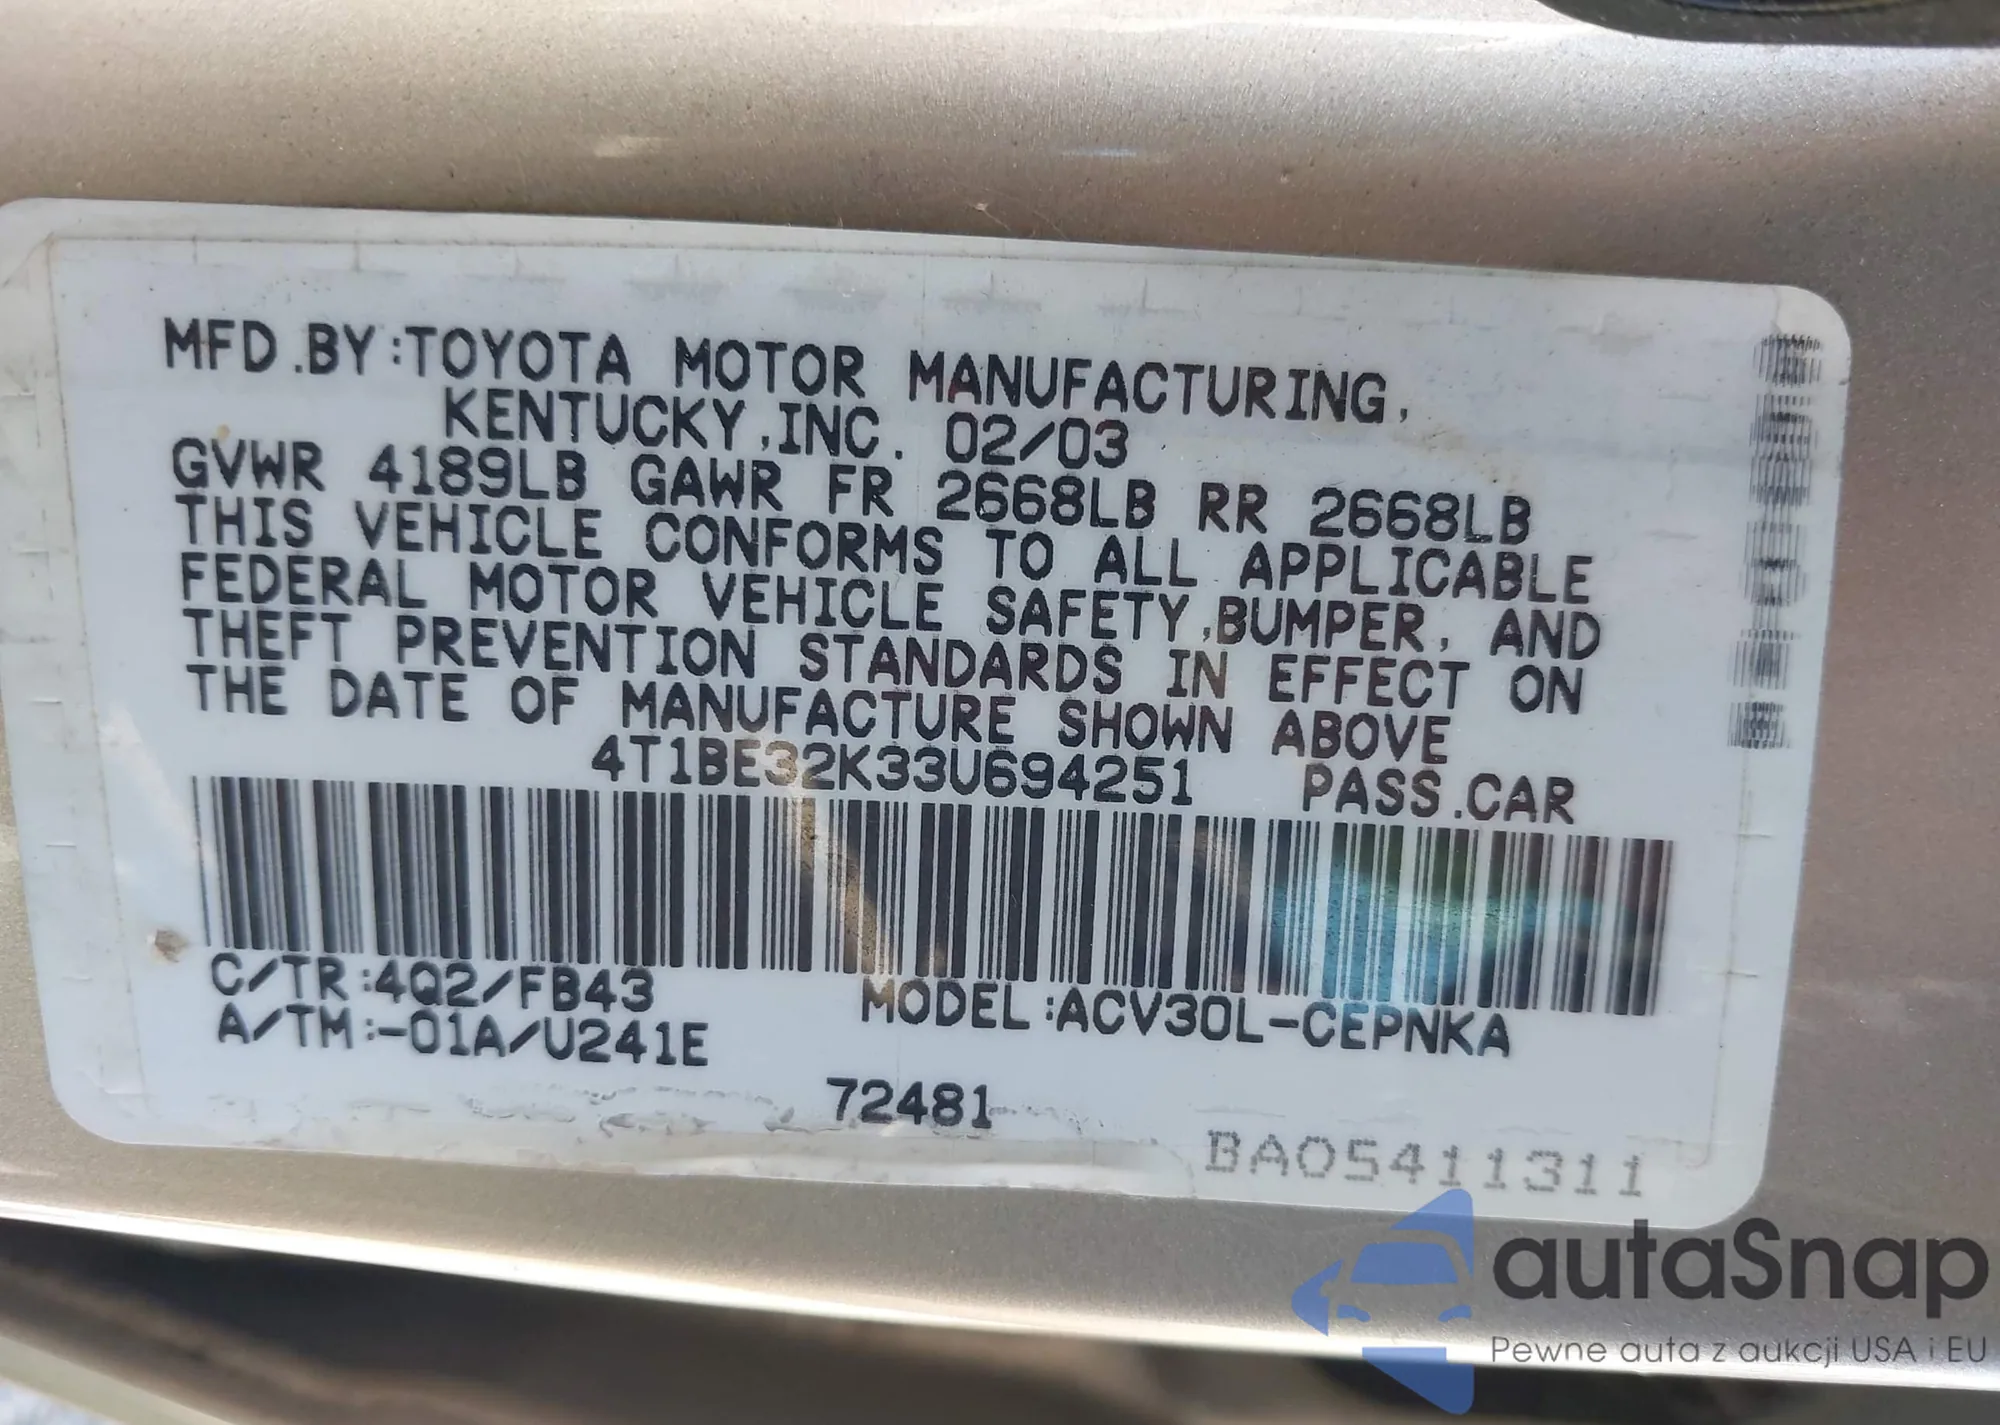 MFD.BY:TOYOTA MOTOR MANUFACTURING,
KENTUCKY,INC. 02/03
GVWR 4189LB GAWR FR 2668LB RR 2668LB
THIS VEHICLE CONFORMS TO ALL APPLICABLE
FEDERAL MOTOR VEHICLE SAFETY,BUMPER, AND
THEFT PREVENTION STANDARDS IN EFFECT ON
THE DATE OF MANUFACTURE SHOWN ABOVE
4T1BE32K33U694251 PASS.CAR
C/TR:4Q2/FB43 MODEL:ACV30L-CEPNKA
A/TM:-01A/U241E
72481
BA05411311
autaSnap
Pewne auta z aukcji USA i EU